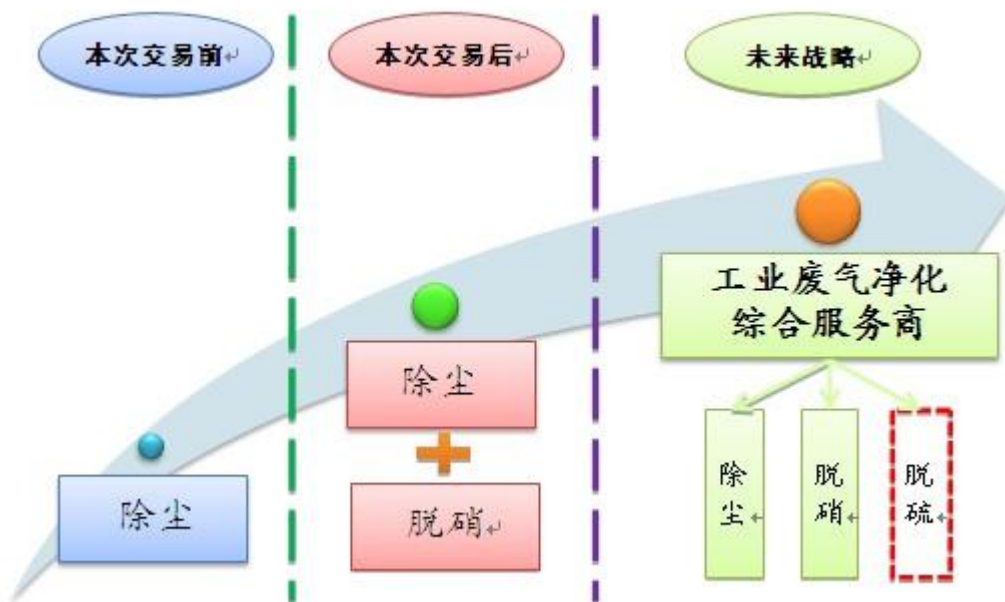 本次交易前
本次交易后
未来战略
工业废气净化
综合服务商
除尘
除尘
脱硝
除尘
脱硝
脱硫